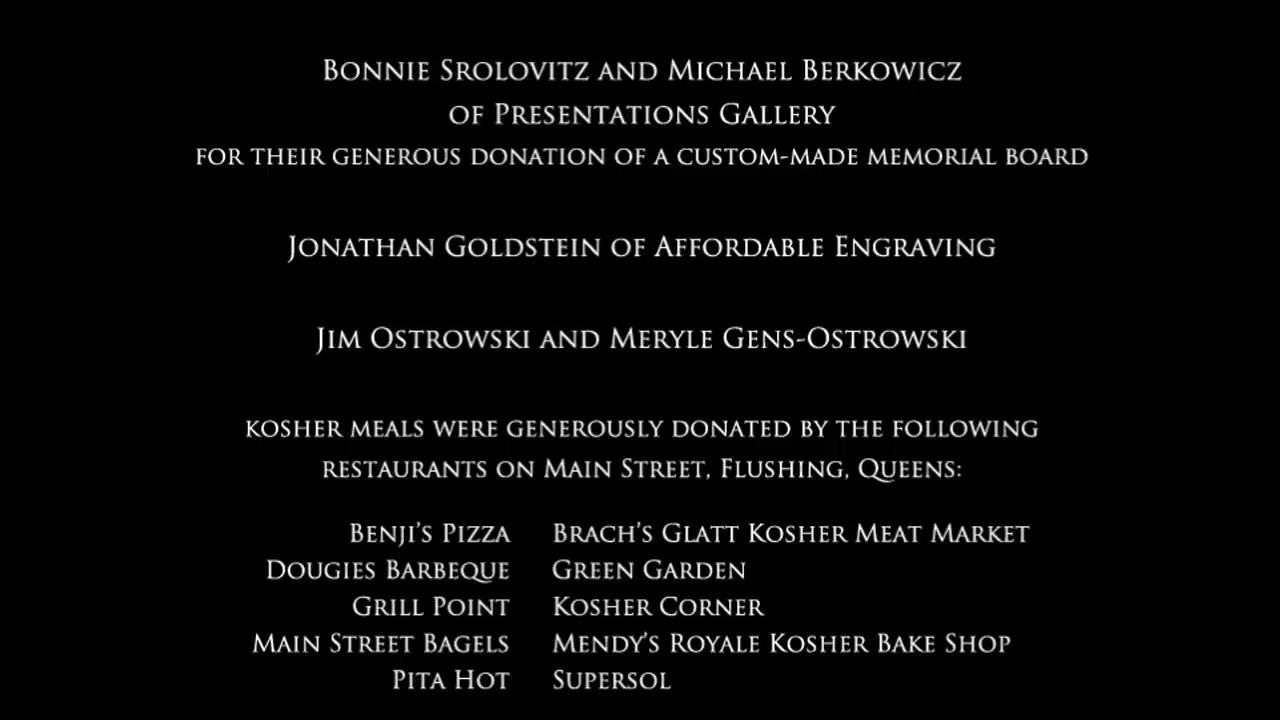 Bonnie Srolovitz and Michael Berkowicz
of Presentations Gallery
for their generous donation of a custom-made memorial board
Jonathan Goldstein of Affordable Engraving
Jim Ostrowski and Meryle Gens-Ostrowski
kosher meals were generously donated by the following
restaurants on Main Street, Flushing, Queens:
Benji's Pizza Brach's Glatt Kosher Meat Market
Dougies Barbeque Green Garden
Grill Point Kosher Corner
Main Street Bagels Mendy's Royale Kosher Bake Shop
Pita Hot Supersol